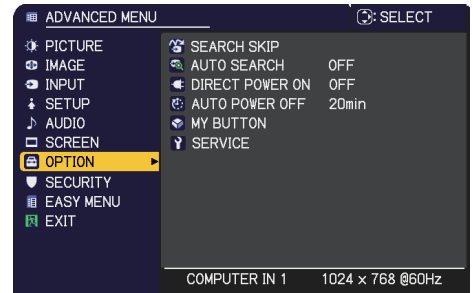 ADVANCED MENU : SELECT
PICTURE
IMAGE
INPUT
SETUP
AUDIO
SCREEN
OPTION
SECURITY
EASY MENU
EXIT
SEARCH SKIP
AUTO SEARCH OFF
DIRECT POWER ON OFF
AUTO POWER OFF 20min
MY BUTTON
SERVICE
COMPUTER IN 1 1024 × 768 @60Hz